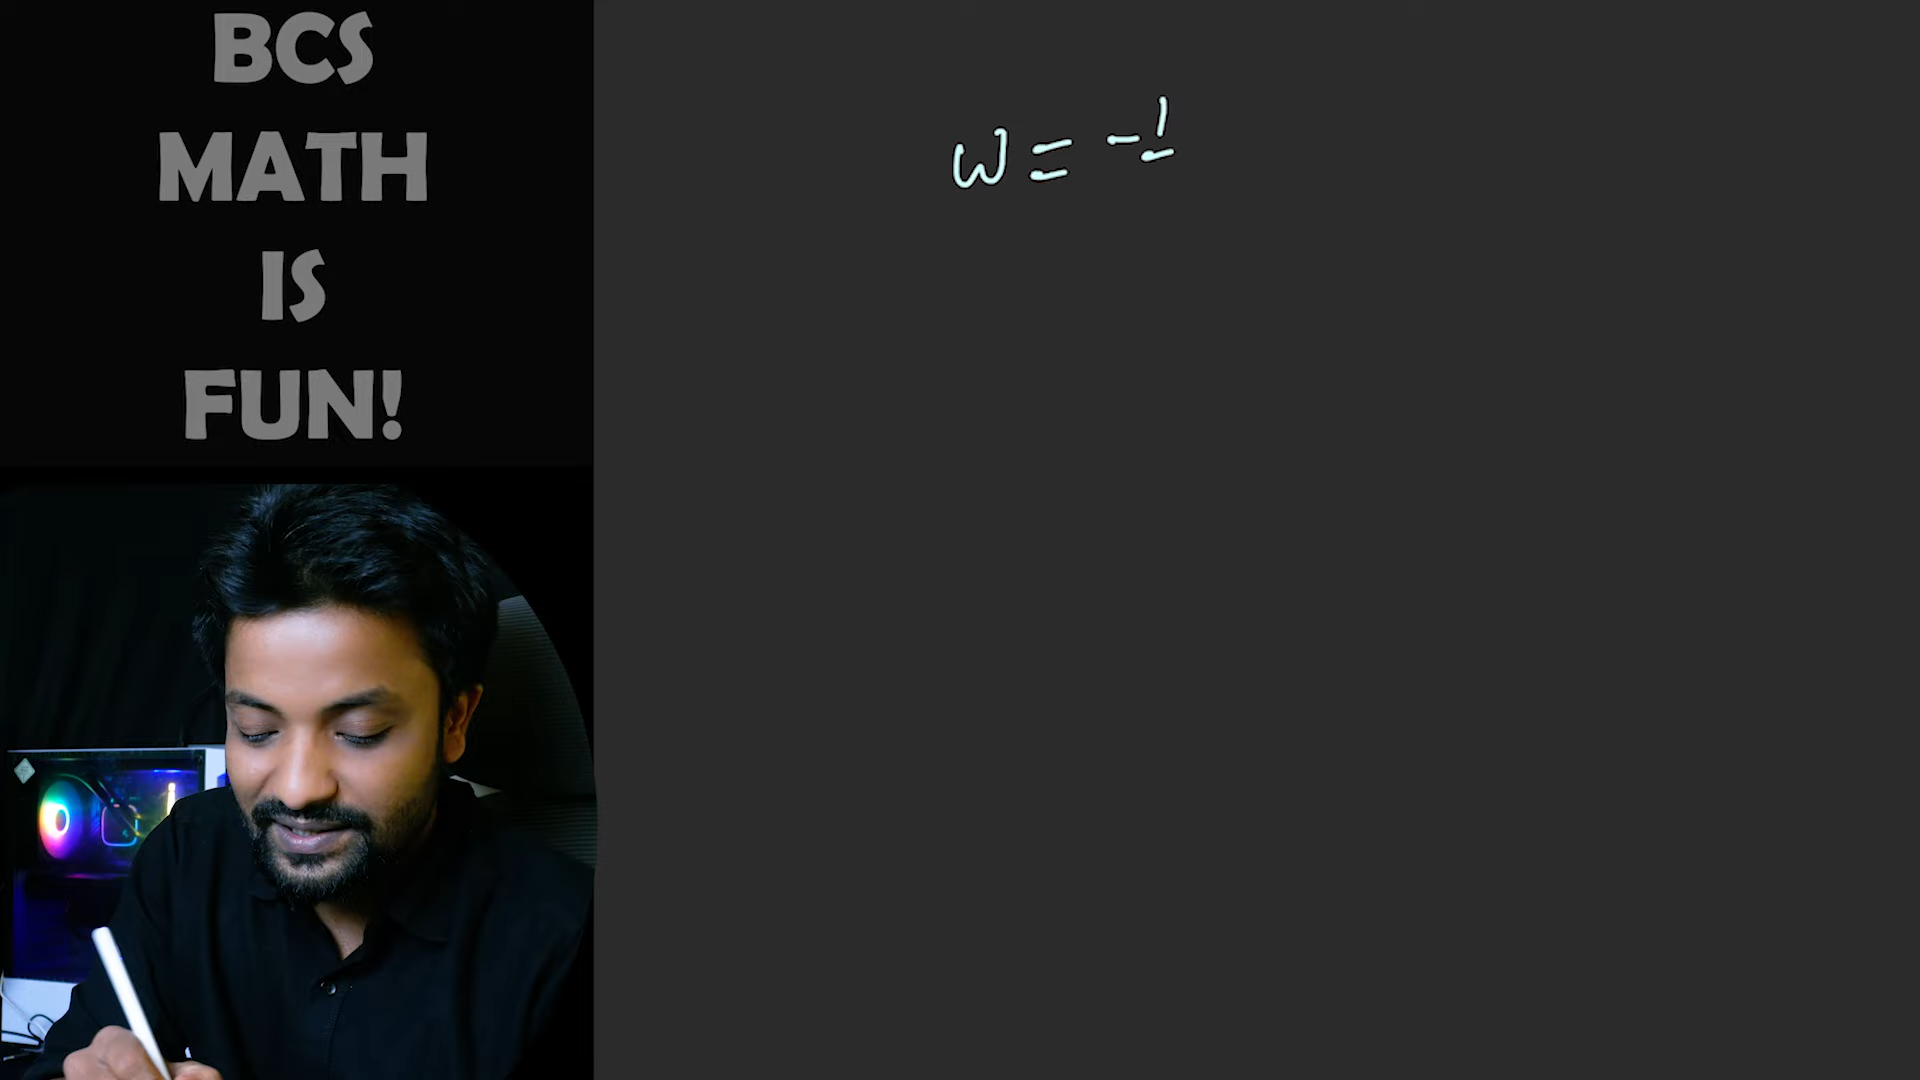 BCS
MATH
IS
FUN!
ω = -1